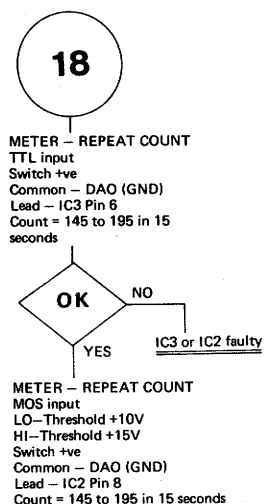 18
METER – REPEAT COUNT
TTL input
Switch +ve
Common – DAO (GND)
Lead – IC3 Pin 6
Count = 145 to 195 in 15
seconds
OK
NO
IC3 or IC2 faulty
YES
METER – REPEAT COUNT
MOS input
LO–Threshold +10V
HI–Threshold +15V
Switch +ve
Common – DAO (GND)
Lead – IC2 Pin 8
Count = 145 to 195 in 15 seconds